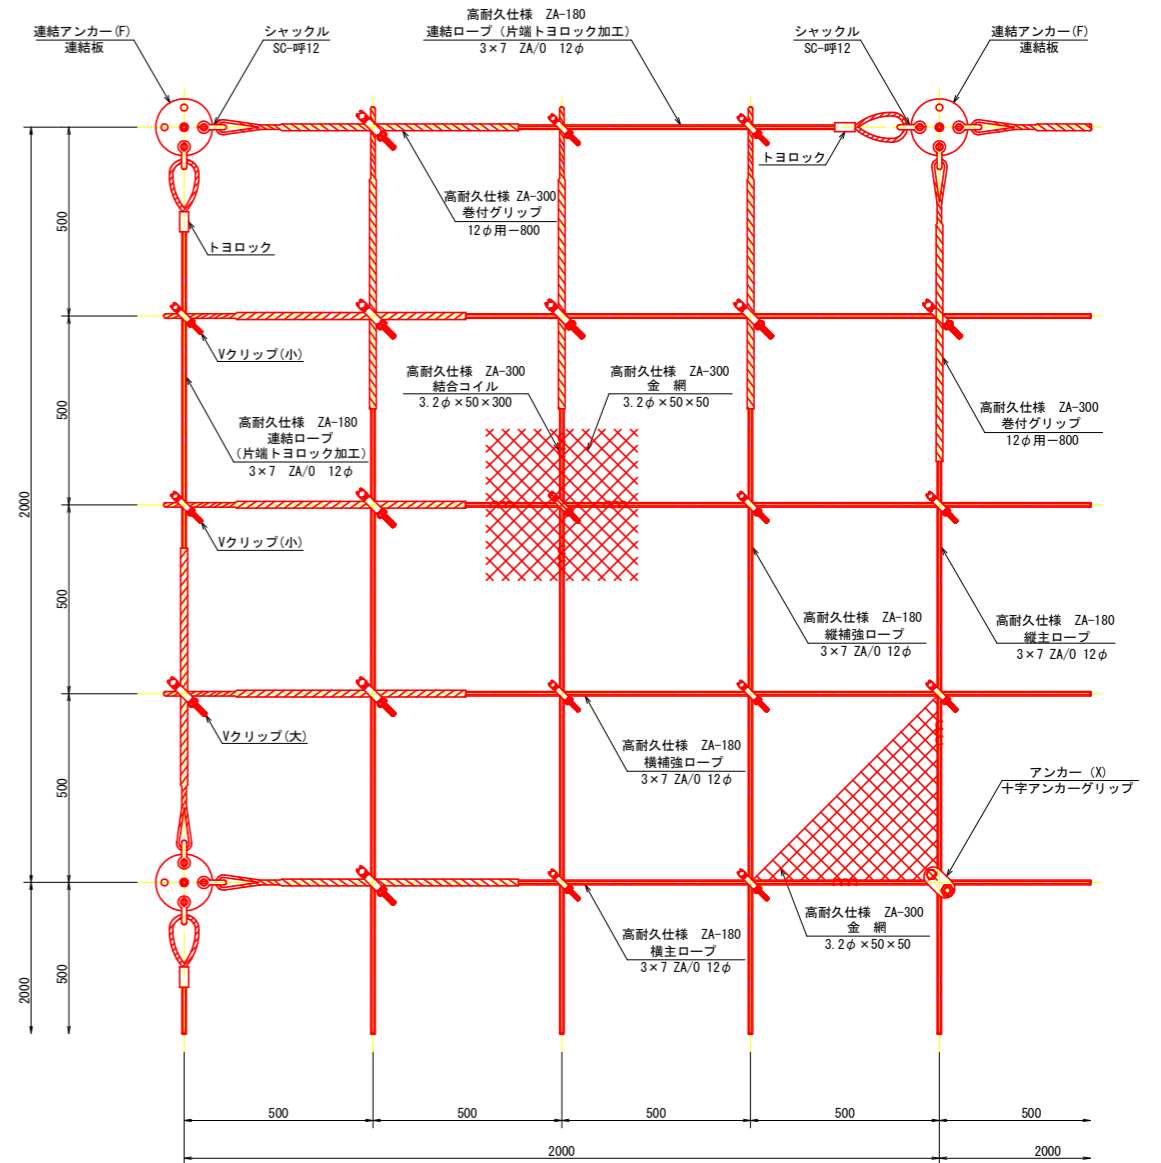 高耐久仕様 ZA-180
連結ロープ（片端トヨロック加工）
3×7 ZA/0 12φ
連結アンカー(F)
連結板
シャックル
SC-呼12
シャックル
SC-呼12
連結アンカー(F)
連結板
トヨロック
高耐久仕様 ZA-300
巻付グリップ
12φ用－800
トヨロック
500
Vクリップ(小)
高耐久仕様 ZA-300
結合コイル
3.2φ×50×300
高耐久仕様 ZA-300
金 網
3.2φ×50×50
高耐久仕様 ZA-300
巻付グリップ
12φ用－800
500
高耐久仕様 ZA-180
連結ロープ
(片端トヨロック加工)
3×7 ZA/0 12φ
2000
Vクリップ(小)
500
高耐久仕様 ZA-180
縦補強ロープ
3×7 ZA/0 12φ
高耐久仕様 ZA-180
縦主ロープ
3×7 ZA/0 12φ
Vクリップ(大)
高耐久仕様 ZA-180
横補強ロープ
3×7 ZA/0 12φ
500
アンカー (X)
十字アンカーグリップ
高耐久仕様 ZA-300
金 網
3.2φ×50×50
高耐久仕様 ZA-180
横主ロープ
3×7 ZA/0 12φ
500
2000
500
500
500
500
500
2000
2000